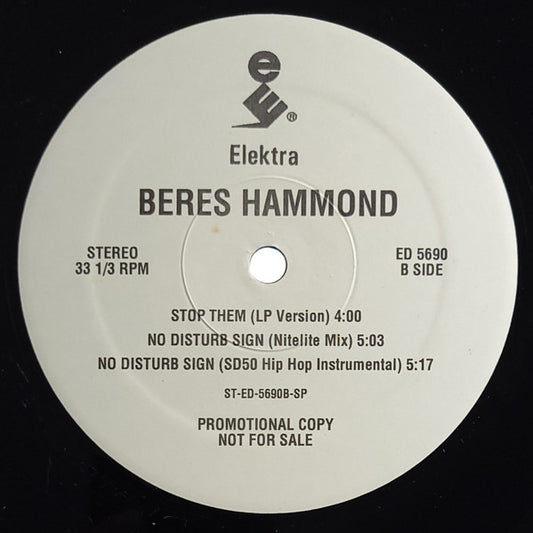 e
®
Elektra
BERES HAMMOND
STEREO
33 1/3 RPM
ED 5690
B SIDE
STOP THEM (LP Version) 4:00
NO DISTURB SIGN (Nitelite Mix) 5:03
NO DISTURB SIGN (SD50 Hip Hop Instrumental) 5:17
ST-ED-5690B-SP
PROMOTIONAL COPY
NOT FOR SALE